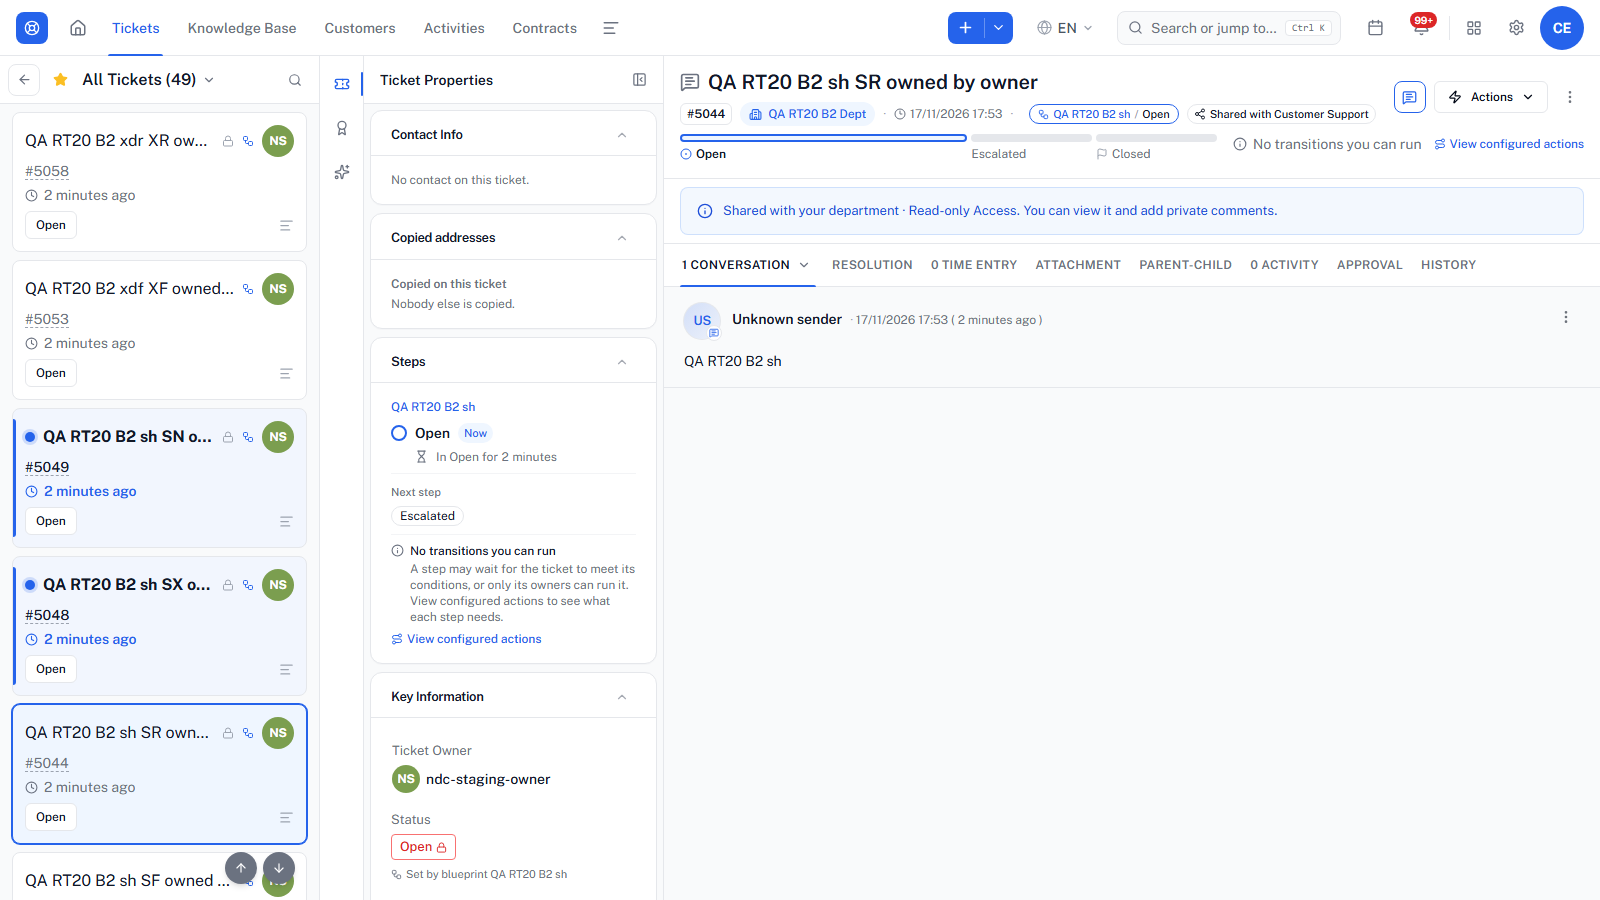 Tickets
Knowledge Base
Customers
Activities
Contracts
EN
Search or jump to...
Ctrl K
99+
CE
All Tickets (49)
QA RT20 B2 xdr XR ow...
NS
#5058
2 minutes ago
Open
QA RT20 B2 xdf XF owned...
NS
#5053
2 minutes ago
Open
QA RT20 B2 sh SN o...
NS
#5049
2 minutes ago
Open
QA RT20 B2 sh SX o...
NS
#5048
2 minutes ago
Open
QA RT20 B2 sh SR own...
NS
#5044
2 minutes ago
Open
QA RT20 B2 sh SF owned ...
Ticket Properties
Contact Info
No contact on this ticket.
Copied addresses
Copied on this ticket
Nobody else is copied.
Steps
QA RT20 B2 sh
Open Now
In Open for 2 minutes
Next step
Escalated
No transitions you can run
A step may wait for the ticket to meet its
conditions, or only its owners can run it.
View configured actions to see what
each step needs.
View configured actions
Key Information
Ticket Owner
NS ndc-staging-owner
Status
Open
Set by blueprint QA RT20 B2 sh
QA RT20 B2 sh SR owned by owner
#5044 QA RT20 B2 Dept · 17/11/2026 17:53 · QA RT20 B2 sh / Open Shared with Customer Support
Actions
Open
Escalated
Closed
No transitions you can run
View configured actions
Shared with your department · Read-only Access. You can view it and add private comments.
1 CONVERSATION
RESOLUTION
0 TIME ENTRY
ATTACHMENT
PARENT-CHILD
0 ACTIVITY
APPROVAL
HISTORY
US
Unknown sender · 17/11/2026 17:53 ( 2 minutes ago )
QA RT20 B2 sh